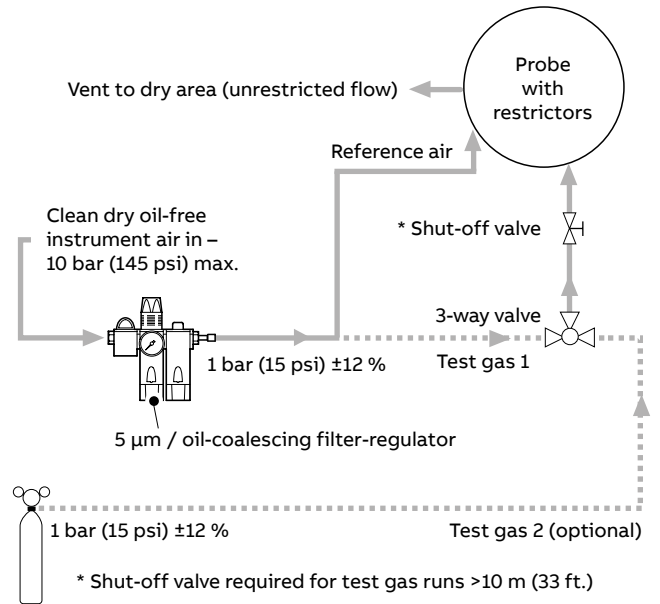 Probe
with
restrictors
Vent to dry area (unrestricted flow)
Reference air
Clean dry oil-free
instrument air in –
10 bar (145 psi) max.
* Shut-off valve
3-way valve
1 bar (15 psi) ±12 %
Test gas 1
5 µm / oil-coalescing filter-regulator
1 bar (15 psi) ±12 %
Test gas 2 (optional)
* Shut-off valve required for test gas runs >10 m (33 ft.)